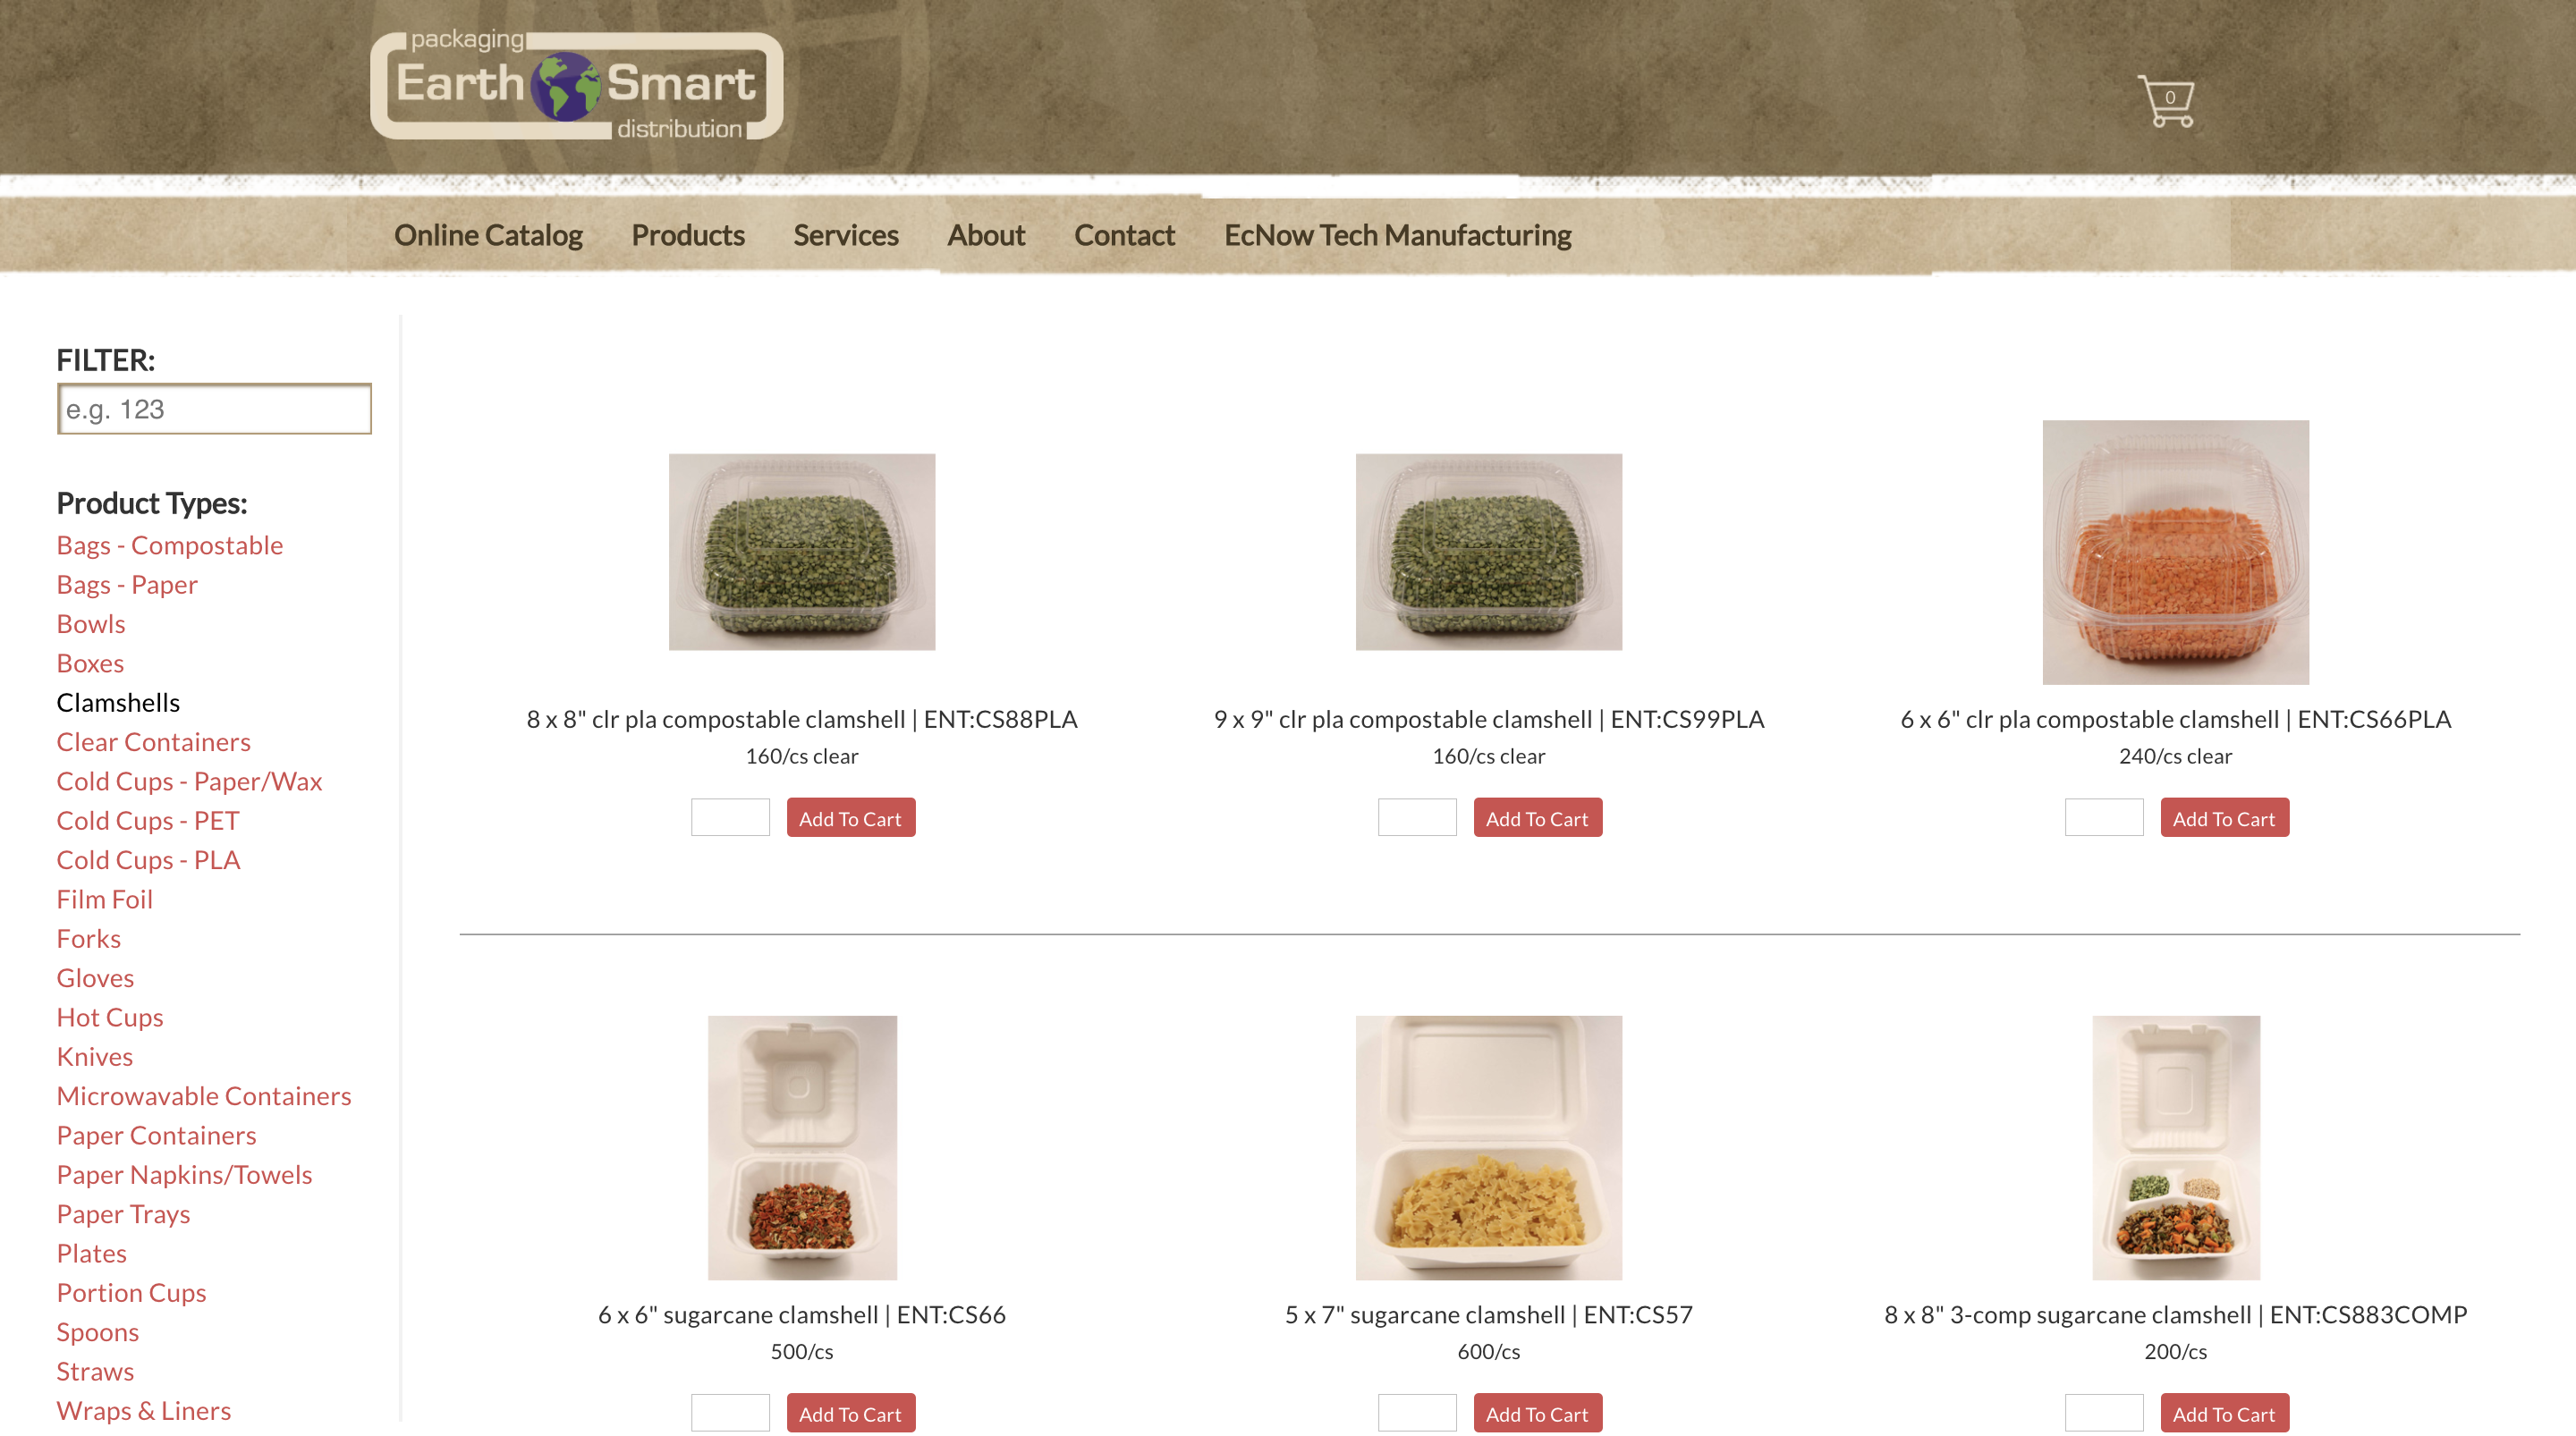 packaging
Earth Smart
distribution
0
Online Catalog Products Services About Contact EcNow Tech Manufacturing
FILTER:
e.g. 123
Product Types:
Bags - Compostable
Bags - Paper
Bowls
Boxes
Clamshells
Clear Containers
Cold Cups - Paper/Wax
Cold Cups - PET
Cold Cups - PLA
Film Foil
Forks
Gloves
Hot Cups
Knives
Microwavable Containers
Paper Containers
Paper Napkins/Towels
Paper Trays
Plates
Portion Cups
Spoons
Straws
Wraps & Liners
8 x 8" clr pla compostable clamshell | ENT:CS88PLA
160/cs clear
Add To Cart
9 x 9" clr pla compostable clamshell | ENT:CS99PLA
160/cs clear
Add To Cart
6 x 6" clr pla compostable clamshell | ENT:CS66PLA
240/cs clear
Add To Cart
6 x 6" sugarcane clamshell | ENT:CS66
500/cs
Add To Cart
5 x 7" sugarcane clamshell | ENT:CS57
600/cs
Add To Cart
8 x 8" 3-comp sugarcane clamshell | ENT:CS883COMP
200/cs
Add To Cart